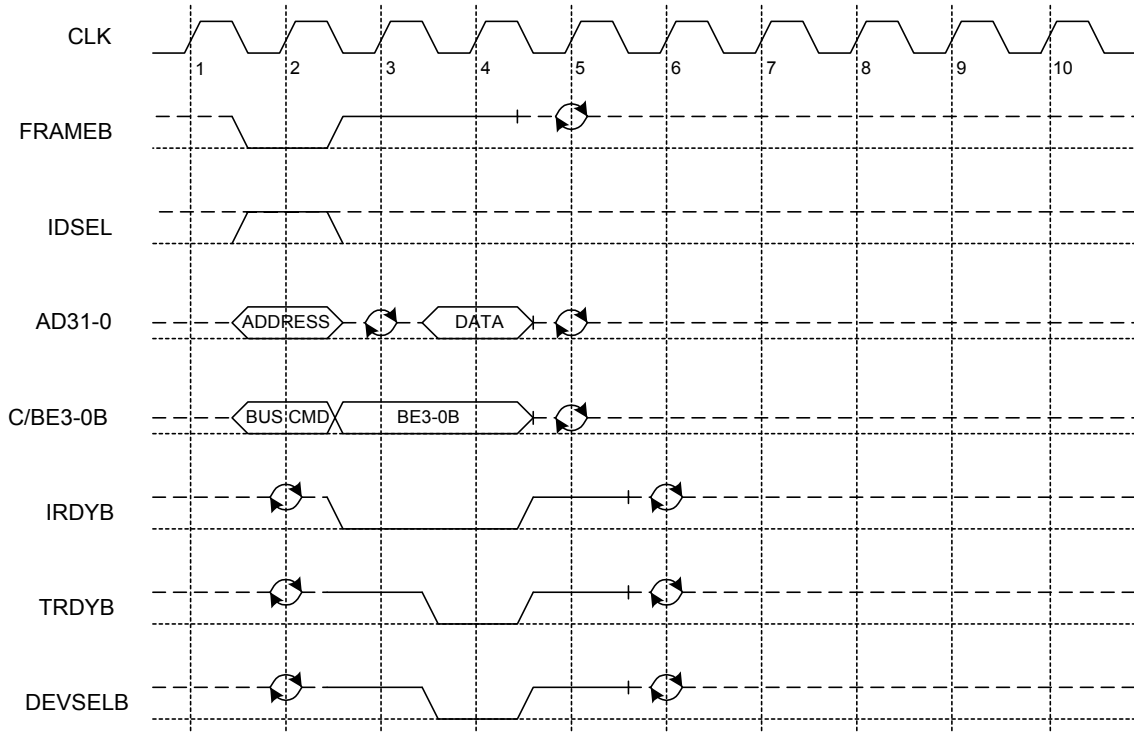 CLK
1 2 3 4 5 6 7 8 9 10
FRAMEB
IDSEL
AD31-0 ADDRESS DATA
C/BE3-0B BUS CMD BE3-0B
IRDYB
TRDYB
DEVSELB